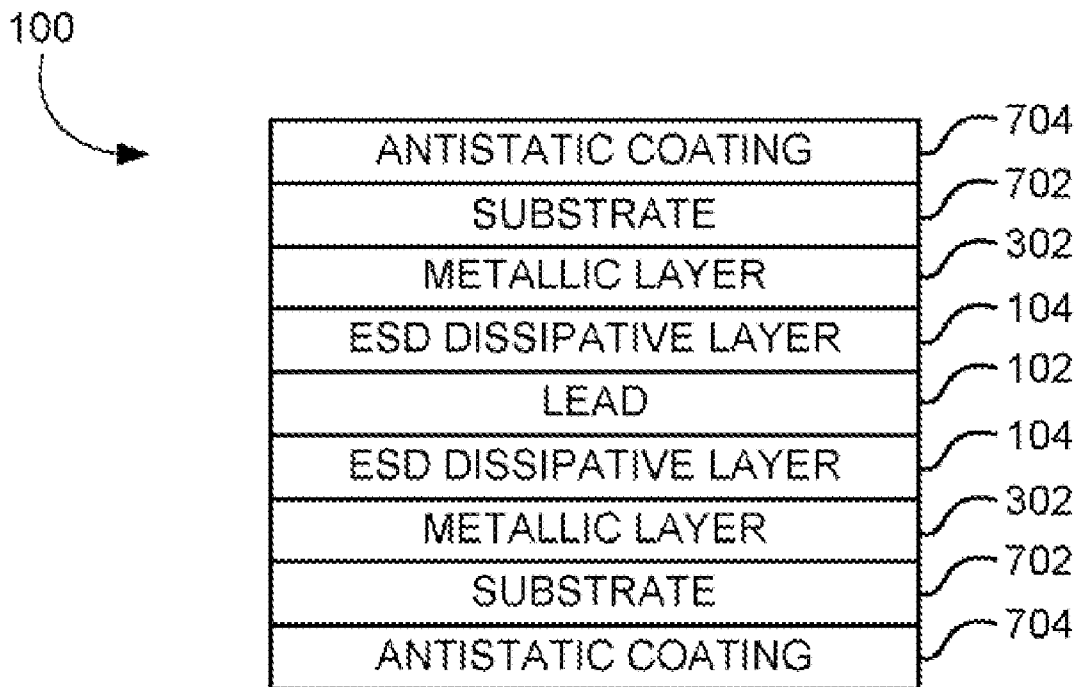 100
ANTISTATIC COATING 704
SUBSTRATE 702
METALLIC LAYER 302
ESD DISSIPATIVE LAYER 104
LEAD 102
ESD DISSIPATIVE LAYER 104
METALLIC LAYER 302
SUBSTRATE 702
ANTISTATIC COATING 704